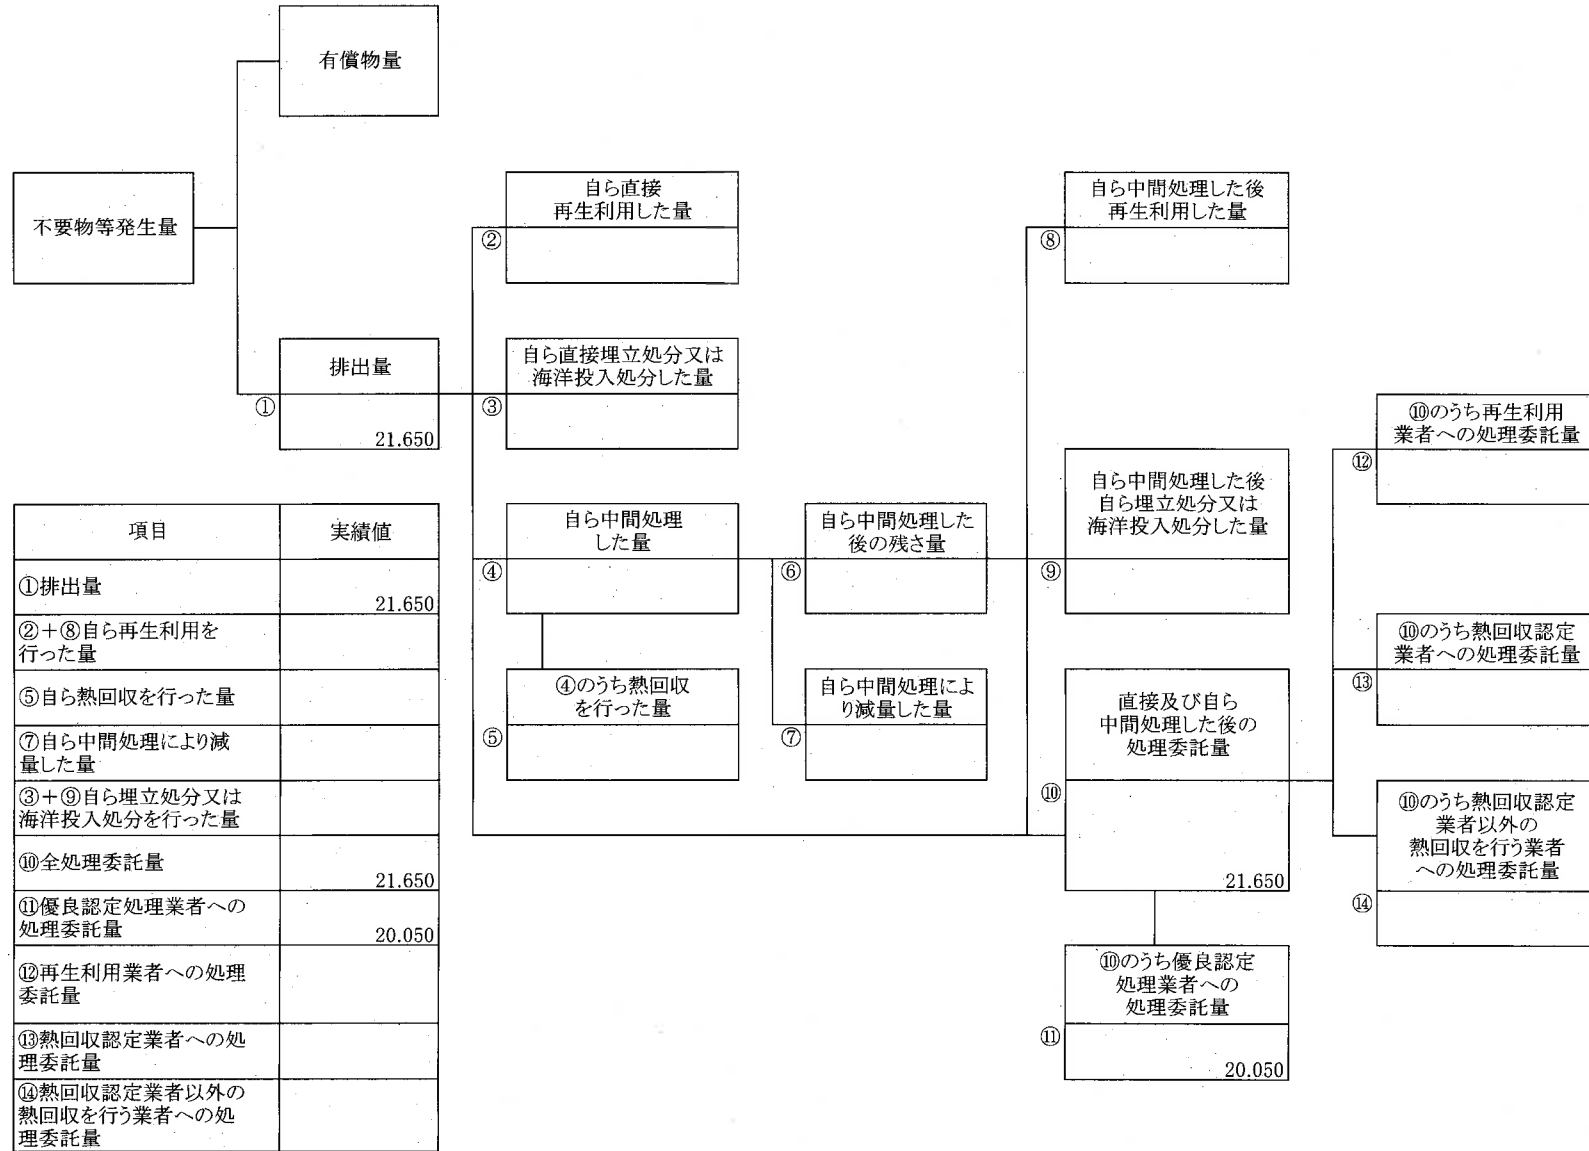 有償物量
不要物等発生量
排出量
①
21.650
自ら直接
再生利用した量
②
自ら直接埋立処分又は
海洋投入処分した量
③
自ら中間処理
した量
④
④のうち熱回収
を行った量
⑤
自ら中間処理した
後の残さ量
⑥
自ら中間処理によ
り減量した量
⑦
自ら中間処理した後
再生利用した量
⑧
自ら中間処理した後
自ら埋立処分又は
海洋投入処分した量
⑨
直接及び自ら
中間処理した後の
処理委託量
⑩
21.650
⑩のうち優良認定
処理業者への
処理委託量
⑪
20.050
⑩のうち再生利用
業者への処理委託量
⑫
⑩のうち熱回収認定
業者への処理委託量
⑬
⑩のうち熱回収認定
業者以外の
熱回収を行う業者
への処理委託量
⑭
項目 実績値
①排出量
21.650
②+⑧自ら再生利用を
行った量
⑤自ら熱回収を行った量
⑦自ら中間処理により減
量した量
③+⑨自ら埋立処分又は
海洋投入処分を行った量
⑩全処理委託量
21.650
⑪優良認定処理業者への
処理委託量
20.050
⑫再生利用業者への処理
委託量
⑬熱回収認定業者への処
理委託量
⑭熱回収認定業者以外の
熱回収を行う業者への処
理委託量